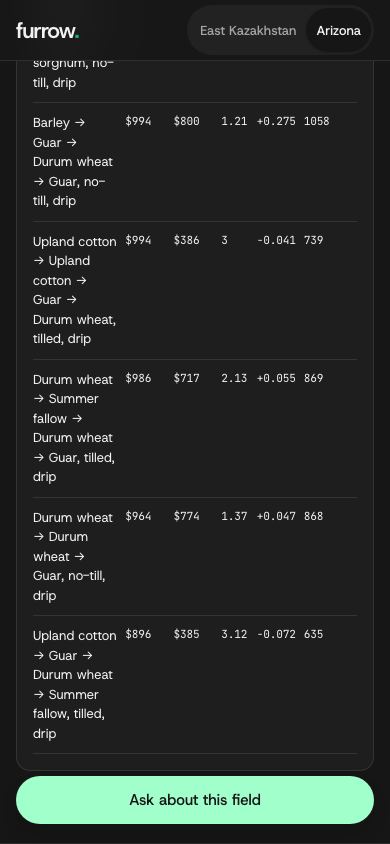 furrow.
East Kazakhstan Arizona
sorghum, no-
till, drip
Barley → $994 $800 1.21 +0.275 1058
Guar →
Durum wheat
→ Guar, no-
till, drip
Upland cotton $994 $386 3 -0.041 739
→ Upland
cotton →
Guar →
Durum wheat,
tilled, drip
Durum wheat $986 $717 2.13 +0.055 869
→ Summer
fallow →
Durum wheat
→ Guar, tilled,
drip
Durum wheat $964 $774 1.37 +0.047 868
→ Durum
wheat →
Guar, no-till,
drip
Upland cotton $896 $385 3.12 -0.072 635
→ Guar →
Durum wheat
→ Summer
fallow, tilled,
drip
Ask about this field